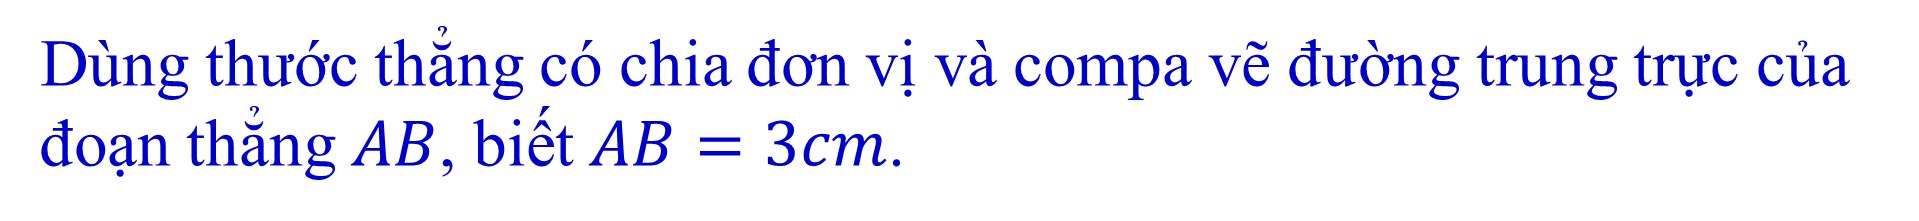 Dùng thước thẳng có chia đơn vị và compa vẽ đường trung trực của
đoạn thẳng AB, biết AB = 3cm.